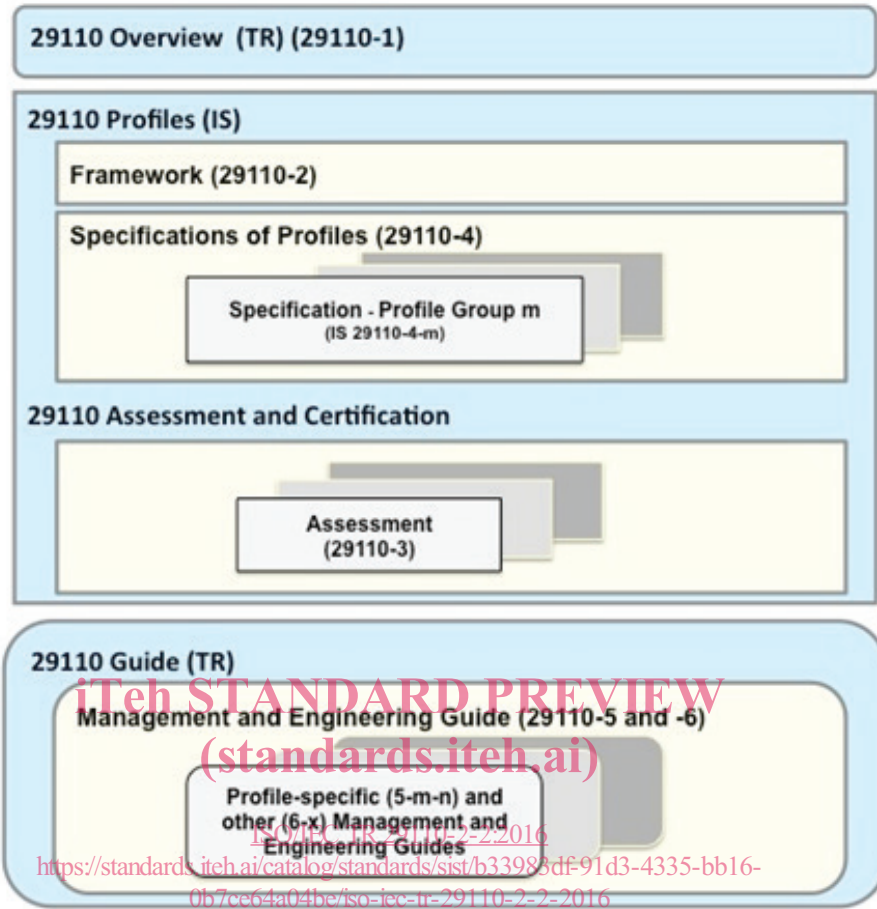 29110 Overview (TR) (29110-1)
29110 Profiles (IS)
Framework (29110-2)
Specifications of Profiles (29110-4)
Specification - Profile Group m
(IS 29110-4-m)
29110 Assessment and Certification
Assessment
(29110-3)
29110 Guide (TR)
iTeh STANDARD PREVIEW
Management and Engineering Guide (29110-5 and -6)
(standards.iteh.ai)
Profile-specific (5-m-n) and
other (6-x) Management and
ISO/IEC TR 29110-2-2:2016
Engineering Guides
https://standards.iteh.ai/catalog/standards/sist/b33983df-91d3-4335-bb16-
0b7ce64a04be/iso-iec-tr-29110-2-2-2016